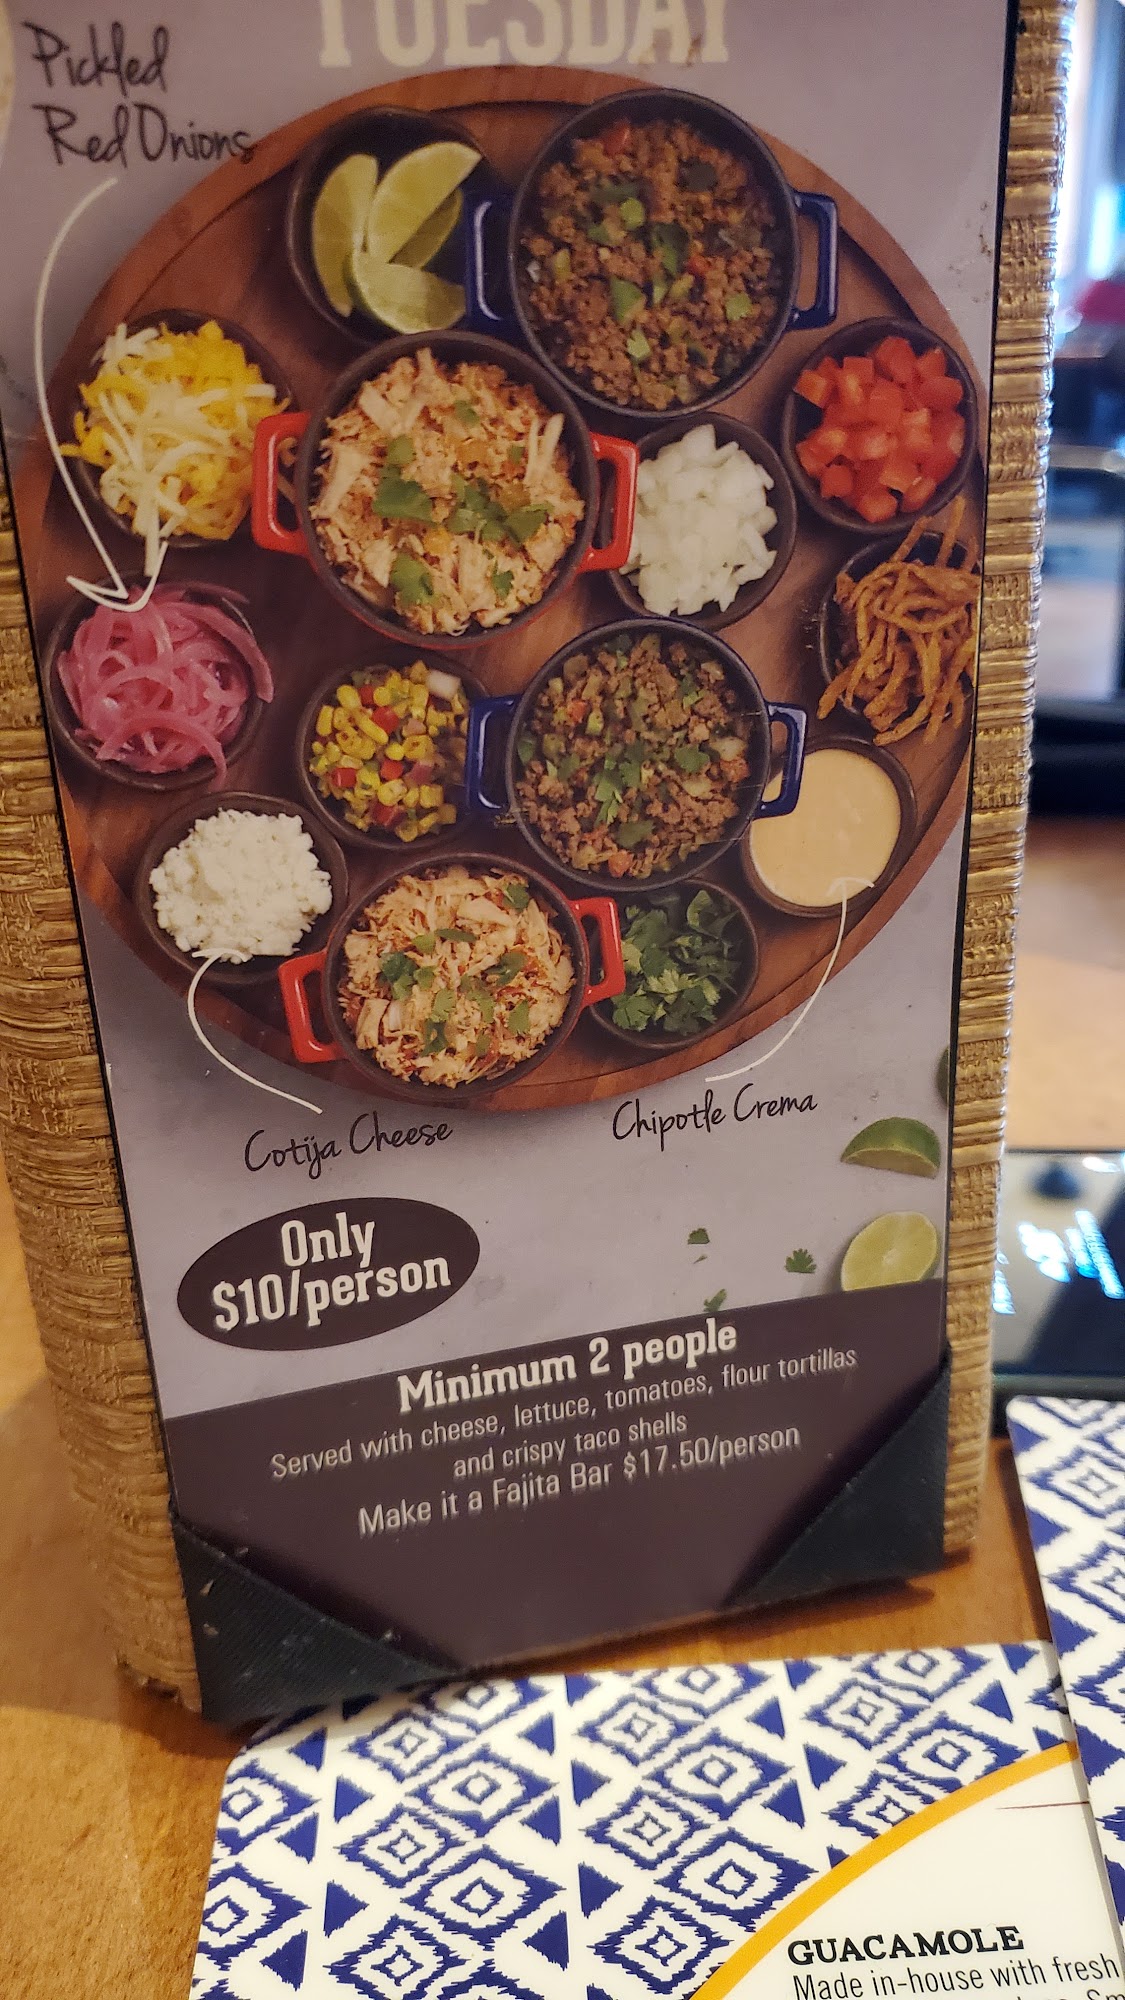 TUESDAY
Pickled
Red Onions
Cotija Cheese
Chipotle Crema
Only
$10/person
Minimum 2 people
Served with cheese, lettuce, tomatoes, flour tortillas
and crispy taco shells
Make it a Fajita Bar $17.50/person
GUACAMOLE
Made in-house with fresh